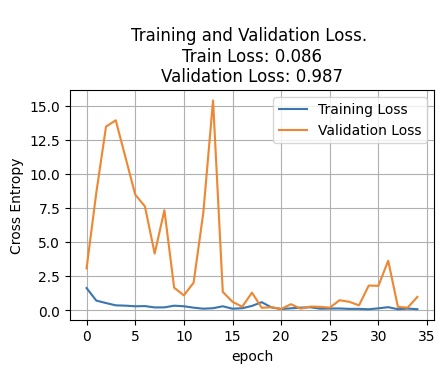 Training and Validation Loss.
Train Loss: 0.086
Validation Loss: 0.987
15.0
12.5
10.0
7.5
5.0
2.5
0.0
Cross Entropy
Training Loss
Validation Loss
0 5 10 15 20 25 30 35
epoch